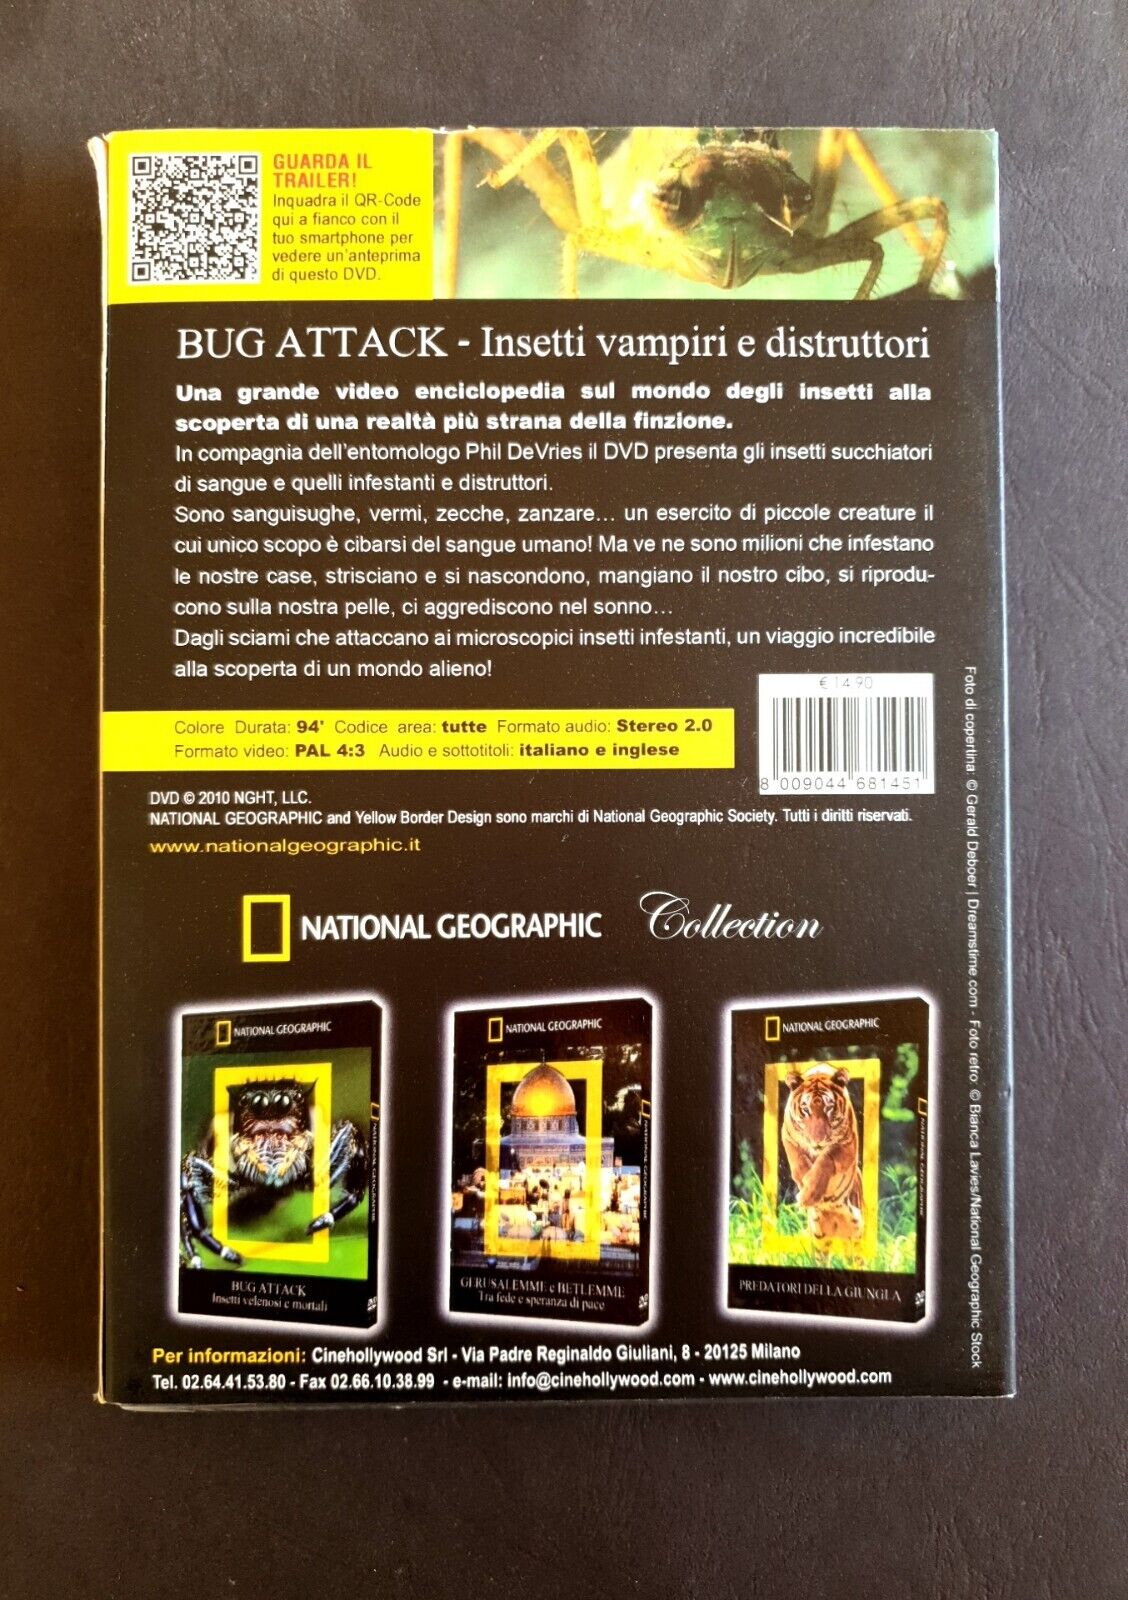 GUARDA IL
TRAILER!
Inquadra il QR-Code
qui a fianco con il
tuo smartphone per
vedere un'anteprima
di questo DVD.
BUG ATTACK - Insetti vampiri e distruttori
Una grande video enciclopedia sul mondo degli insetti alla
scoperta di una realtà più strana della finzione.
In compagnia dell'entomologo Phil DeVries il DVD presenta gli insetti succhiatori
di sangue e quelli infestanti e distruttori.
Sono sanguisughe, vermi, zecche, zanzare... un esercito di piccole creature il
cui unico scopo è cibarsi del sangue umano! Ma ve ne sono milioni che infestano
le nostre case, strisciano e si nascondono, mangiano il nostro cibo, si riprodu-
cono sulla nostra pelle, ci aggrediscono nel sonno...
Dagli sciami che attaccano ai microscopici insetti infestanti, un viaggio incredibile
alla scoperta di un mondo alieno!
€ 14.90
8 009044 681451
Colore Durata: 94' Codice area: tutte Formato audio: Stereo 2.0
Formato video: PAL 4:3 Audio e sottotitoli: italiano e inglese
DVD © 2010 NGHT, LLC.
NATIONAL GEOGRAPHIC and Yellow Border Design sono marchi di National Geographic Society. Tutti i diritti riservati.
www.nationalgeographic.it
Foto di copertina: © Gerald Deboer | Dreamstime.com - Foto retro © Bianca Lavies/National Geographic Stock
NATIONAL GEOGRAPHIC Collection
NATIONAL GEOGRAPHIC
NATIONAL GEOGRAPHIC
BUG ATTACK
Insetti velenosi e mortali
NATIONAL GEOGRAPHIC
NATIONAL GEOGRAPHIC
GERUSALEMME e BETLEMME
Tra fede e speranza di pace
NATIONAL GEOGRAPHIC
NATIONAL GEOGRAPHIC
PREDATORI DELLA GIUNGLA
Per informazioni: Cinehollywood Srl - Via Padre Reginaldo Giuliani, 8 - 20125 Milano
Tel. 02.64.41.53.80 - Fax 02.66.10.38.99 - e-mail: info@cinehollywood.com - www.cinehollywood.com